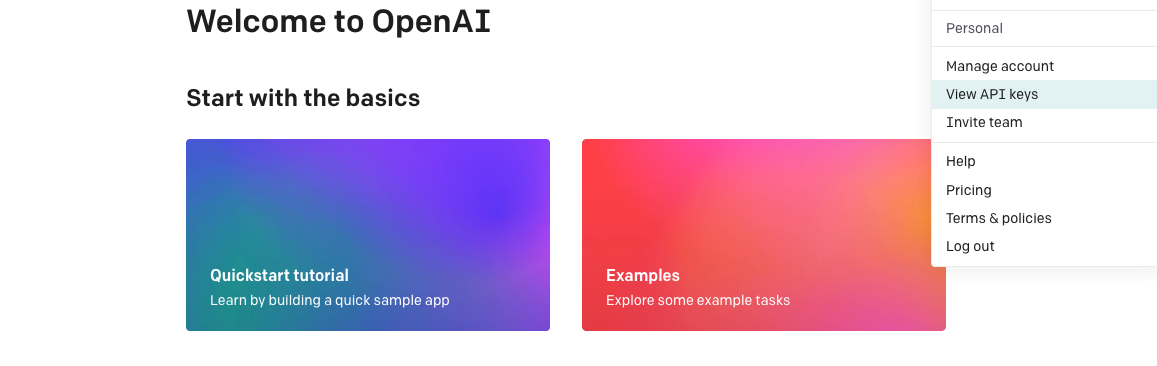 Welcome to OpenAI
Start with the basics
Quickstart tutorial
Learn by building a quick sample app
Examples
Explore some example tasks
Personal
Manage account
View API keys
Invite team
Help
Pricing
Terms & policies
Log out